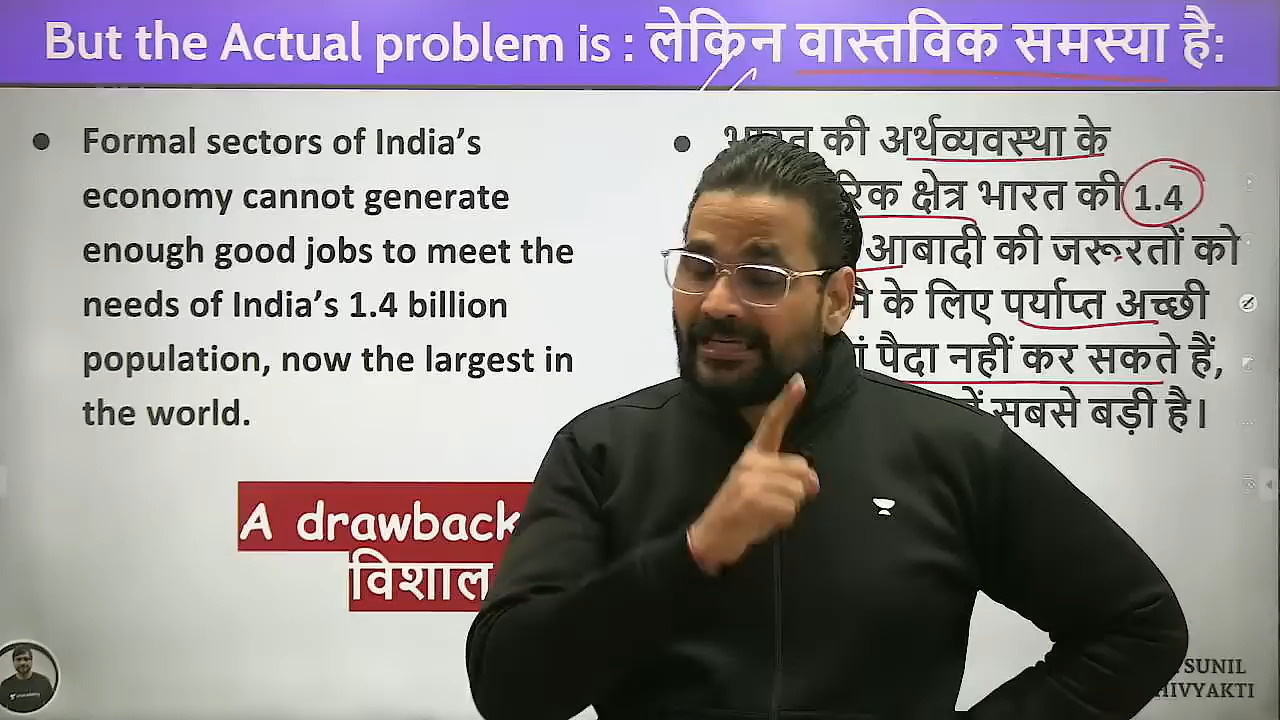 But the Actual problem is : लेकिन वास्तविक समस्या है:
Formal sectors of India's
economy cannot generate
enough good jobs to meet the
needs of India's 1.4 billion
population, now the largest in
the world.
भारत की अर्थव्यवस्था के
क्षेत्र भारत की 1.4
आबादी की जरूरतों को
के लिए पर्याप्त अच्छी
पैदा नहीं कर सकते हैं,
सबसे बड़ी है।
A drawback
विशाल
SUNIL